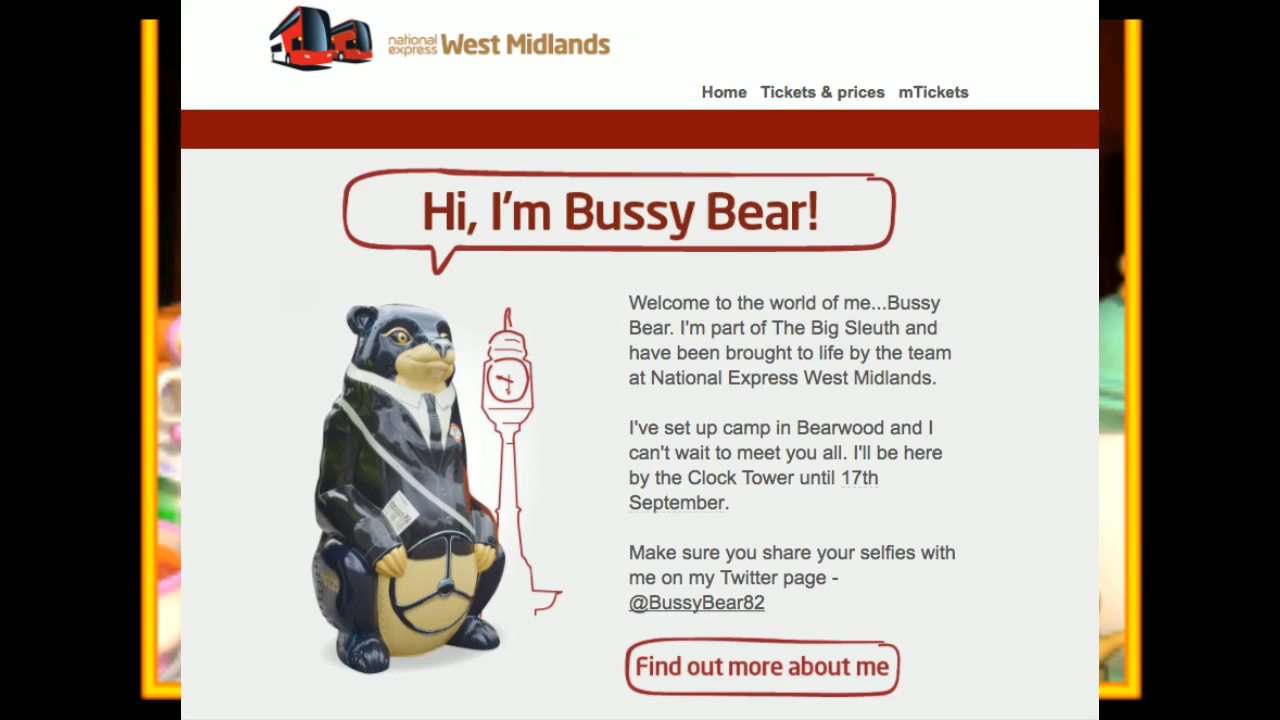 national
express West Midlands
Home Tickets & prices mTickets
Hi, I'm Bussy Bear!
Welcome to the world of me...Bussy
Bear. I'm part of The Big Sleuth and
have been brought to life by the team
at National Express West Midlands.
I've set up camp in Bearwood and I
can't wait to meet you all. I'll be here
by the Clock Tower until 17th
September.
Make sure you share your selfies with
me on my Twitter page -
@BussyBear82
Find out more about me